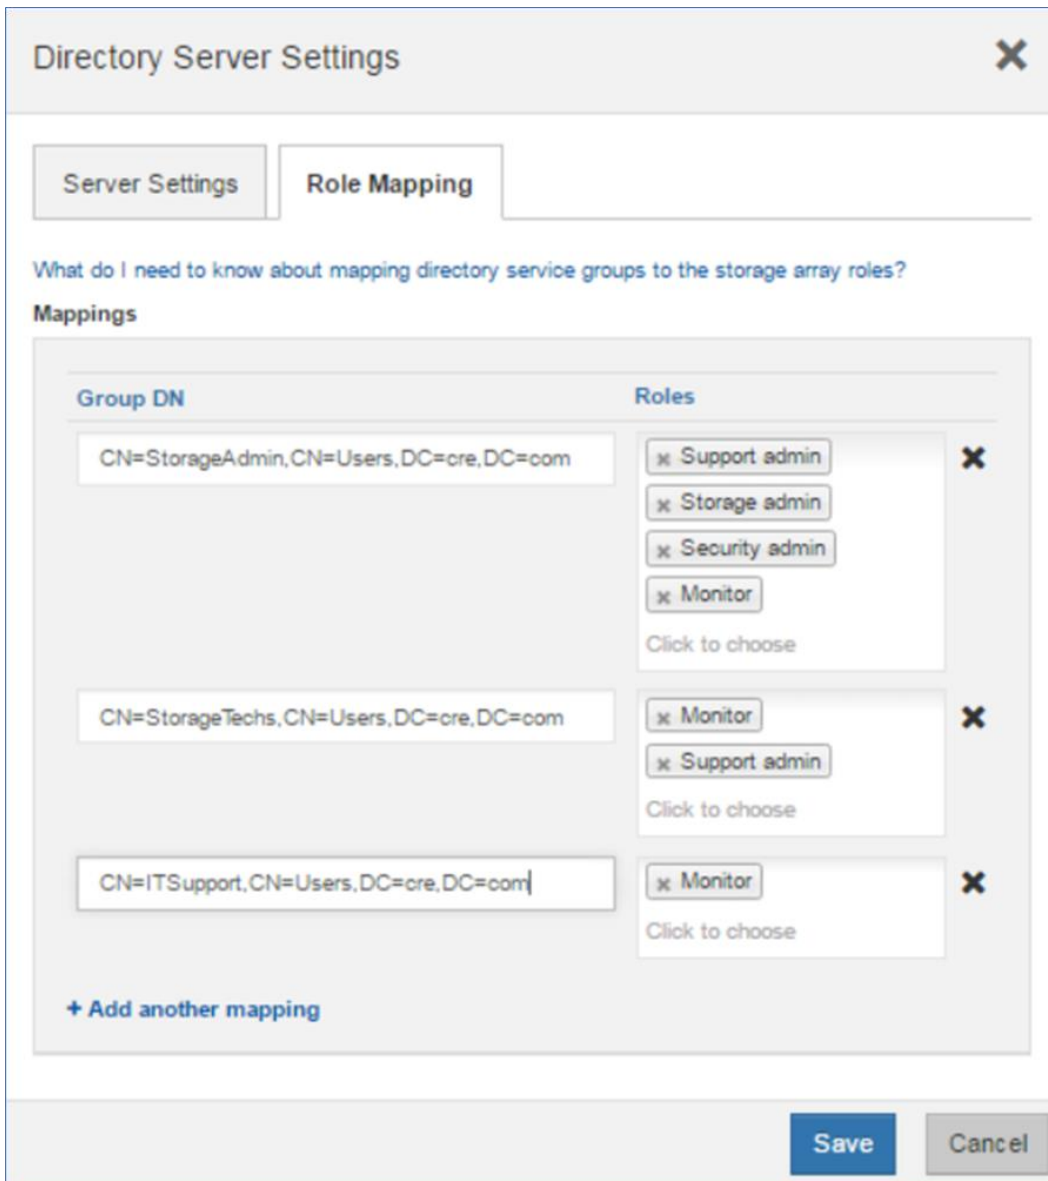 Directory Server Settings
Server Settings
Role Mapping
What do I need to know about mapping directory service groups to the storage array roles?
Mappings
Group DN
Roles
CN=StorageAdmin,CN=Users,DC=cre,DC=com
Support admin
Storage admin
Security admin
Monitor
Click to choose
CN=StorageTechs,CN=Users,DC=cre,DC=com
Monitor
Support admin
Click to choose
CN=ITSupport,CN=Users,DC=cre,DC=com
Monitor
Click to choose
+ Add another mapping
Save
Cancel